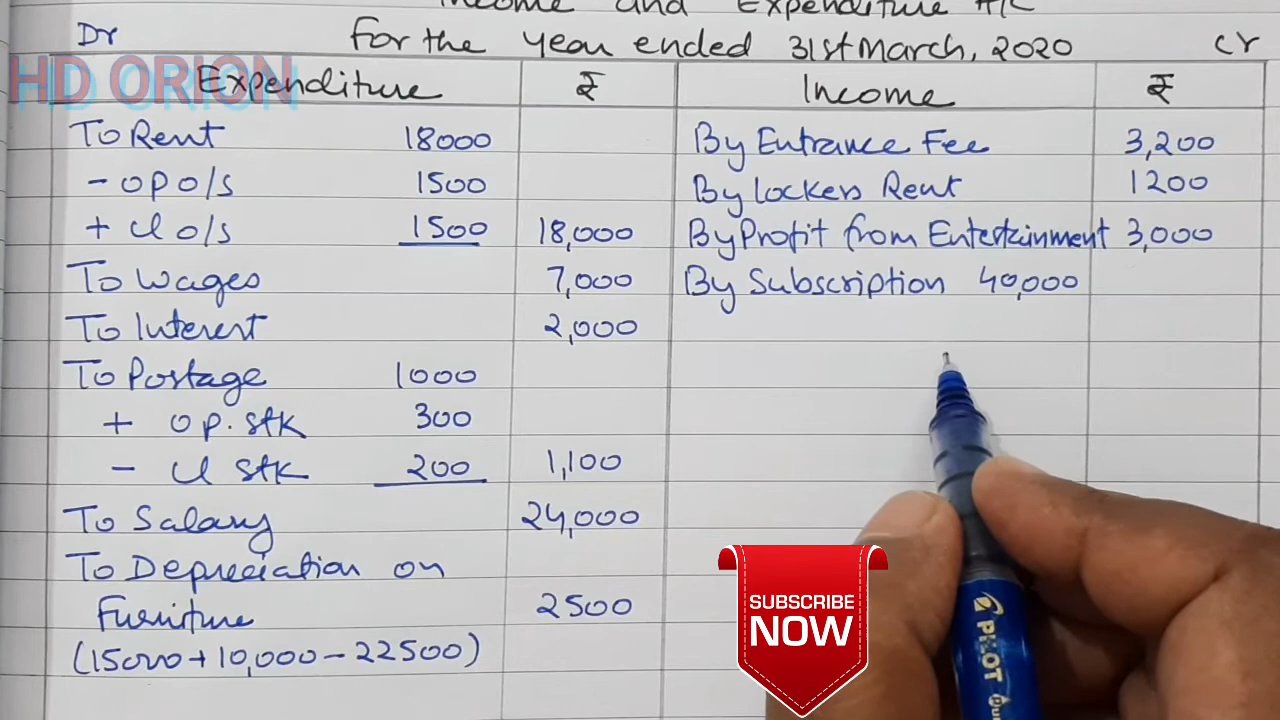 Income and Expenditure A/C
Dr For the year ended 31st March, 2020 Cr
HD ORION
Expenditure ₹ Income ₹
To Rent 18000 By Entrance Fee 3,200
- OP O/S 1500 By Lockers Rent 1200
+ Cl O/S 1500 18,000 By Profit from Entertainment 3,000
To Wages 7,000 By Subscription 40,000
To Interest 2,000
To Postage 1000
+ OP. Stk 300
- Cl Stk 200 1,100
To Salary 24,000
To Depreciation on
Furniture 2500
(15000+10,000-22500)
SUBSCRIBE
NOW
PILOT